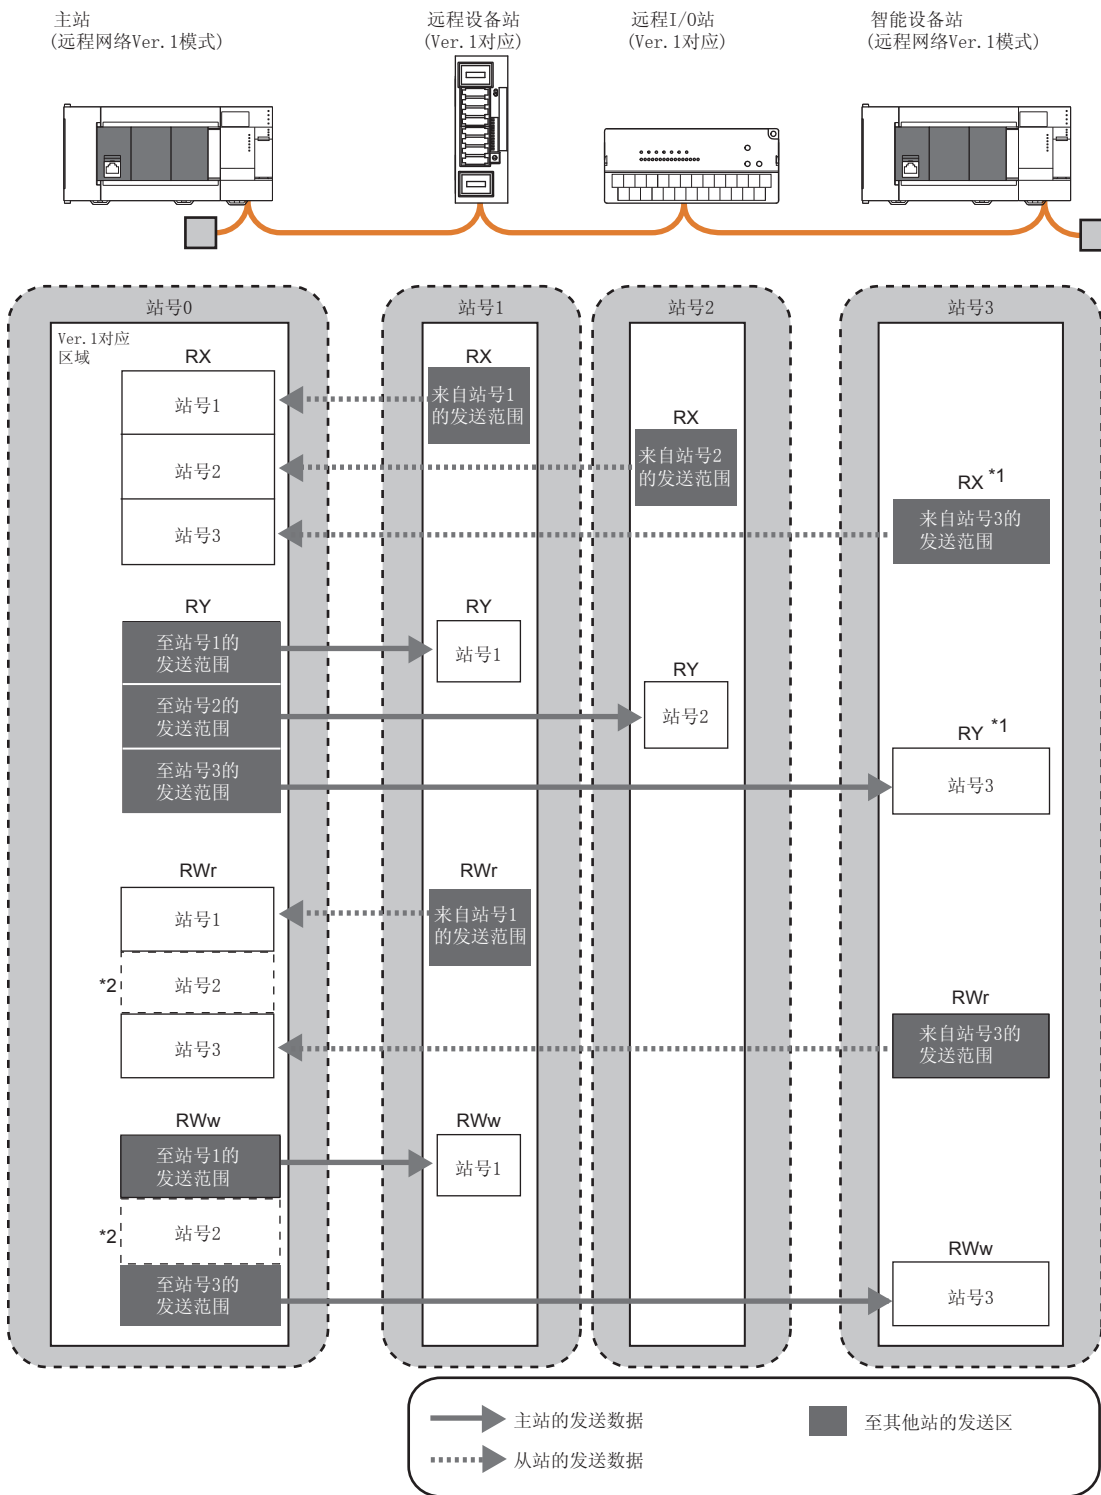 主站
(远程网络Ver.1模式)
远程设备站
(Ver.1对应)
远程I/O站
(Ver.1对应)
智能设备站
(远程网络Ver.1模式)
站号0
站号1
站号2
站号3
Ver.1对应
区域
RX
站号1
站号2
站号3
RX
来自站号1
的发送范围
RX
来自站号2
的发送范围
RX *1
来自站号3的
发送范围
RY
至站号1的
发送范围
至站号2的
发送范围
至站号3的
发送范围
RY
站号1
RY
站号2
RY *1
站号3
RWr
站号1
*2
站号2
站号3
RWr
来自站号1
的发送范围
RWr
来自站号3的
发送范围
RWw
至站号1的
发送范围
*2
站号2
至站号3的
发送范围
RWw
站号1
RWw
站号3
主站的发送数据
至其他站的发送区
从站的发送数据